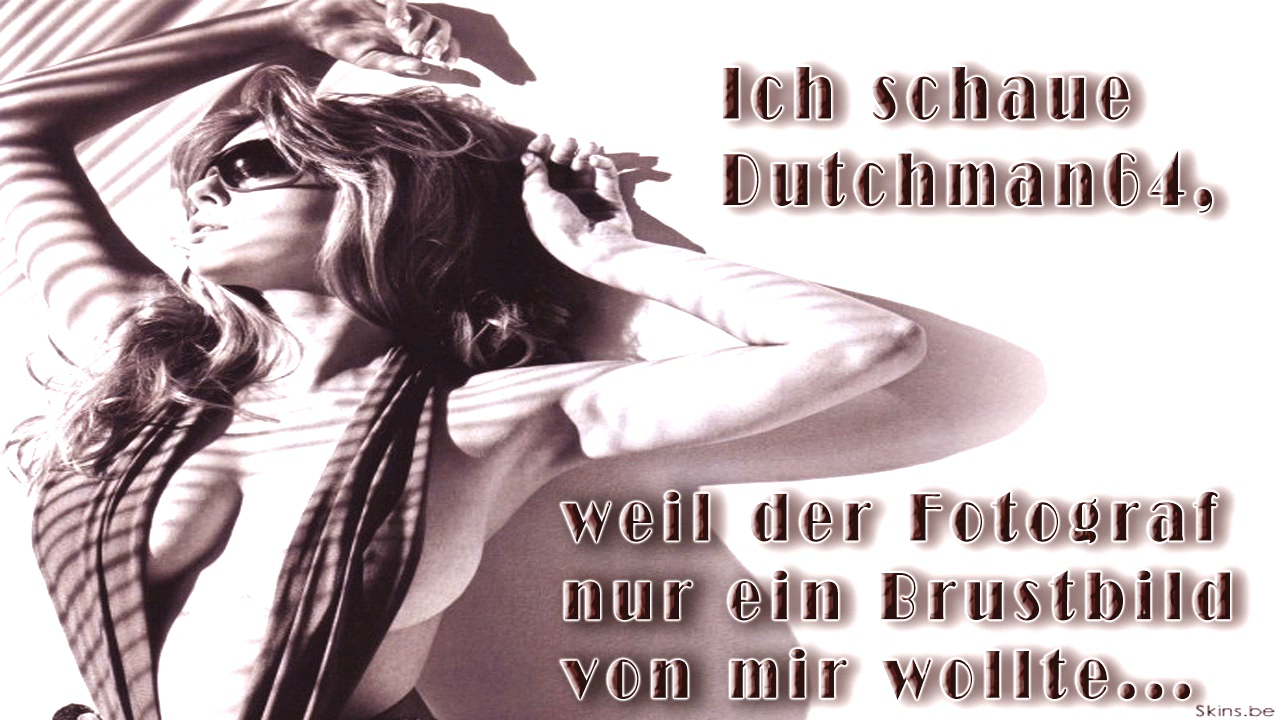 Ich schaue
Dutchman64,
weil der Fotograf
nur ein Brustbild
von mir wollte...
Skins.be